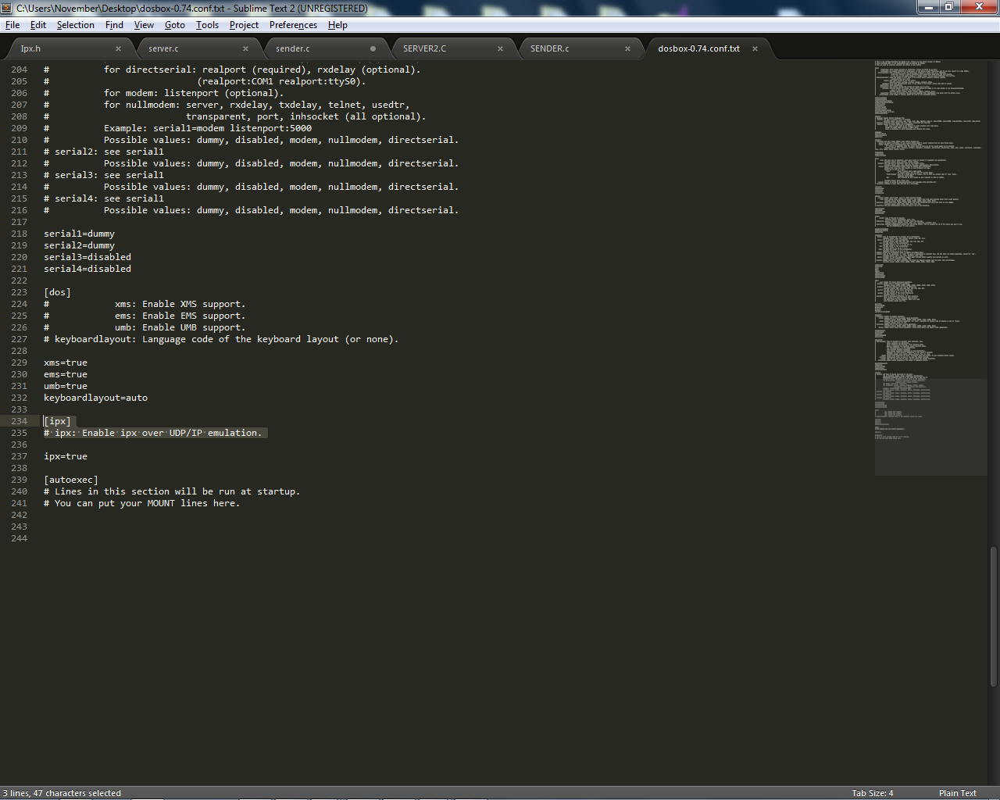 C:\Users\November\Desktop\dosbox-0.74.conf.txt - Sublime Text 2 (UNREGISTERED)
File Edit Selection Find View Goto Tools Project Preferences Help
Ipx.h server.c sender.c SERVER2.C SENDER.c dosbox-0.74.conf.txt
204 # for directserial: realport (required), rxdelay (optional).
205 # (realport:COM1 realport:ttyS0).
206 # for modem: listenport (optional).
207 # for nullmodem: server, rxdelay, txdelay, telnet, usedtr,
208 # transparent, port, inhsocket (all optional).
209 # Example: serial1=modem listenport:5000
210 # Possible values: dummy, disabled, modem, nullmodem, directserial.
211 # serial2: see serial1
212 # Possible values: dummy, disabled, modem, nullmodem, directserial.
213 # serial3: see serial1
214 # Possible values: dummy, disabled, modem, nullmodem, directserial.
215 # serial4: see serial1
216 # Possible values: dummy, disabled, modem, nullmodem, directserial.
217
218 serial1=dummy
219 serial2=dummy
220 serial3=disabled
221 serial4=disabled
222
223 [dos]
224 # xms: Enable XMS support.
225 # ems: Enable EMS support.
226 # umb: Enable UMB support.
227 # keyboardlayout: Language code of the keyboard layout (or none).
228
229 xms=true
230 ems=true
231 umb=true
232 keyboardlayout=auto
233
234 [ipx]
235 # ipx: Enable ipx over UDP/IP emulation.
236
237 ipx=true
238
239 [autoexec]
240 # Lines in this section will be run at startup.
241 # You can put your MOUNT lines here.
242
243
244
3 lines, 47 characters selected Tab Size: 4 Plain Text